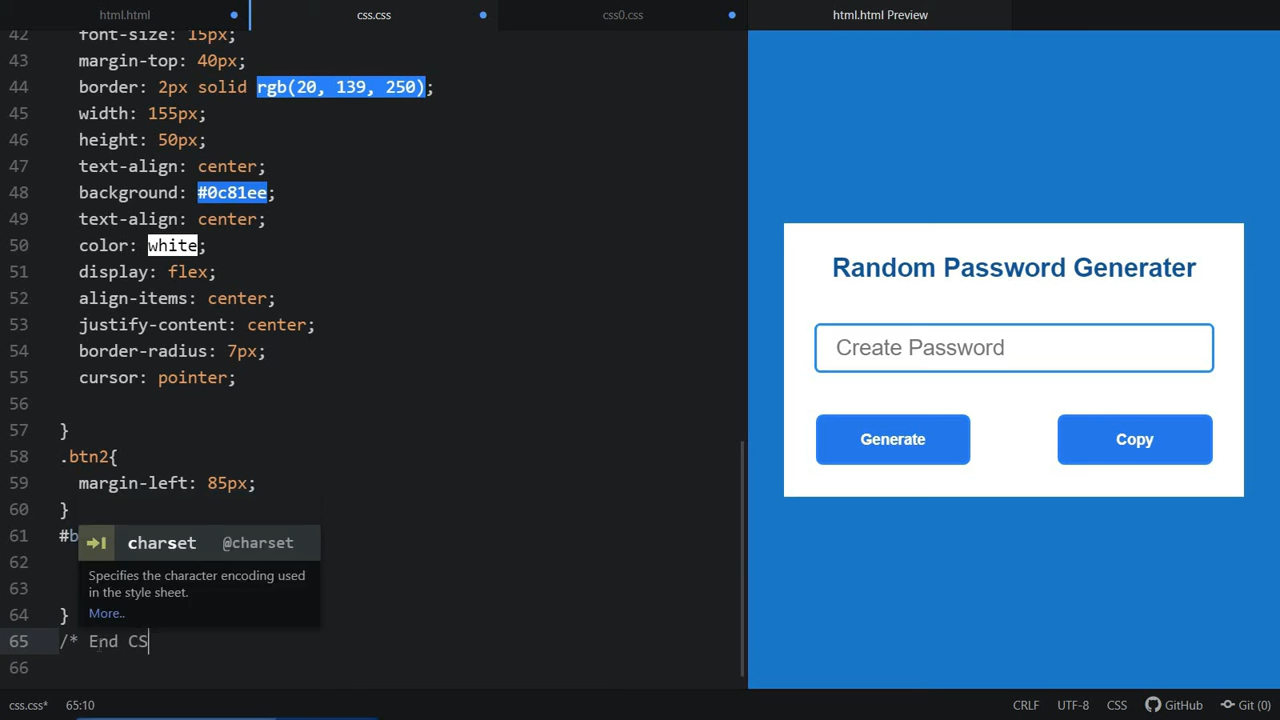 html.html
css.css
css0.css
html.html Preview
42 font-size: 15px;
43 margin-top: 40px;
44 border: 2px solid rgb(20, 139, 250);
45 width: 155px;
46 height: 50px;
47 text-align: center;
48 background: #0c81ee;
49 text-align: center;
50 color: white;
51 display: flex;
52 align-items: center;
53 justify-content: center;
54 border-radius: 7px;
55 cursor: pointer;
56
57 }
58 .btn2{
59 margin-left: 85px;
60 }
61 #b
62
63
64 }
65 /* End CS
66
charset @charset
Specifies the character encoding used
in the style sheet.
More..
Random Password Generater
Create Password
Generate
Copy
css.css* 65:10
CRLF UTF-8 CSS GitHub Git (0)